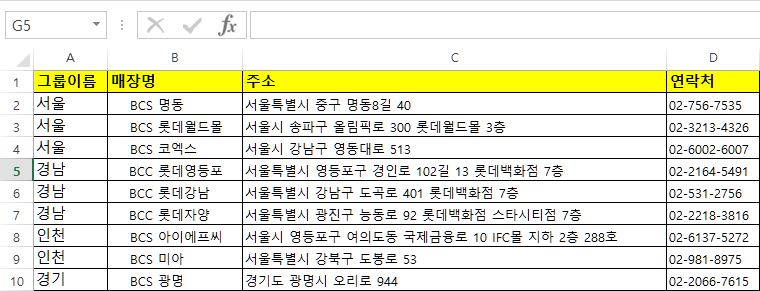 G5
fx
A B C D
1 그룹이름 매장명 주소 연락처
2 서울 BCS 명동 서울특별시 중구 명동8길 40 02-756-7535
3 서울 BCS 롯데월드몰 서울시 송파구 올림픽로 300 롯데월드몰 3층 02-3213-4326
4 서울 BCS 코엑스 서울시 강남구 영동대로 513 02-6002-6007
5 경남 BCC 롯데영등포 서울특별시 영등포구 경인로 102길 13 롯데백화점 7층 02-2164-5491
6 경남 BCC 롯데강남 서울특별시 강남구 도곡로 401 롯데백화점 7층 02-531-2756
7 경남 BCC 롯데자양 서울특별시 광진구 능동로 92 롯데백화점 스타시티점 7층 02-2218-3816
8 인천 BCS 아이에프씨 서울시 영등포구 여의도동 국제금융로 10 IFC몰 지하 2층 288호 02-6137-5272
9 인천 BCS 미아 서울특별시 강북구 도봉로 53 02-981-8975
10 경기 BCS 광명 경기도 광명시 오리로 944 02-2066-7615